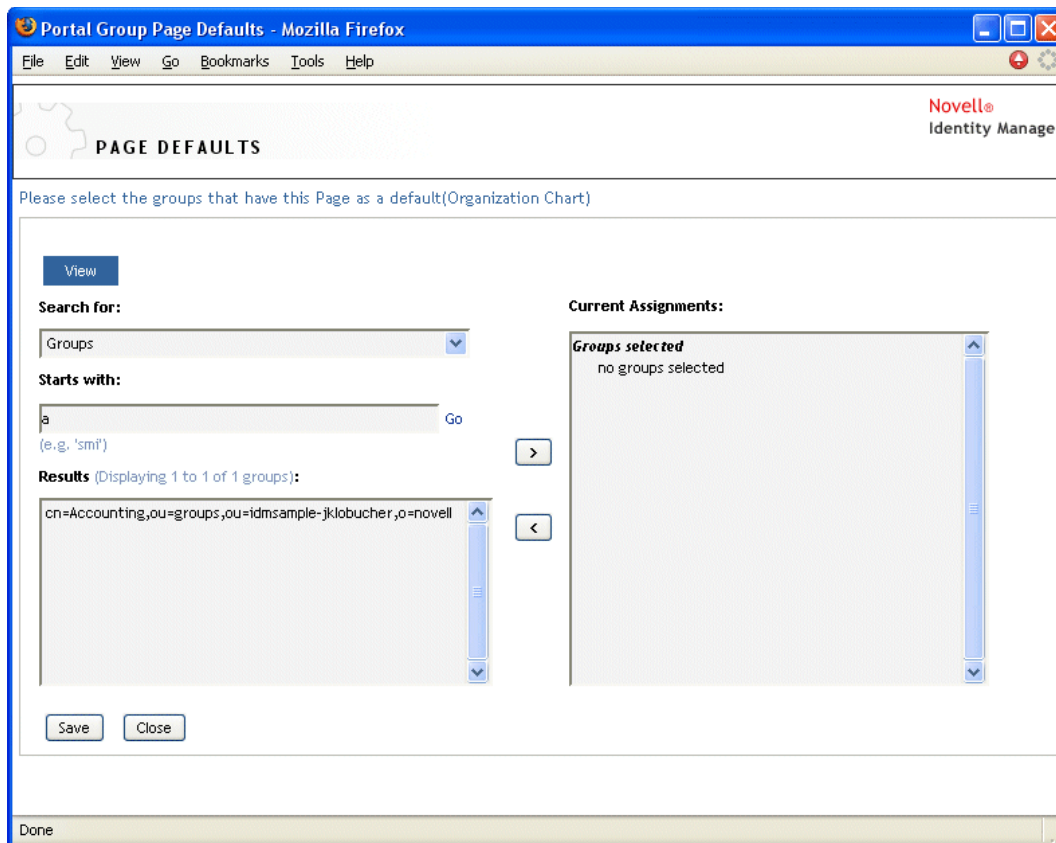 Portal Group Page Defaults - Mozilla Firefox
File Edit View Go Bookmarks Tools Help
Novell®
Identity Manage
PAGE DEFAULTS
Please select the groups that have this Page as a default(Organization Chart)
View
Search for:
Groups
Starts with:
a
Go
(e.g. 'smi')
Results (Displaying 1 to 1 of 1 groups):
cn=Accounting,ou=groups,ou=idmsample-jklobucher,o=novell
>
<
Current Assignments:
Groups selected
no groups selected
Save
Close
Done